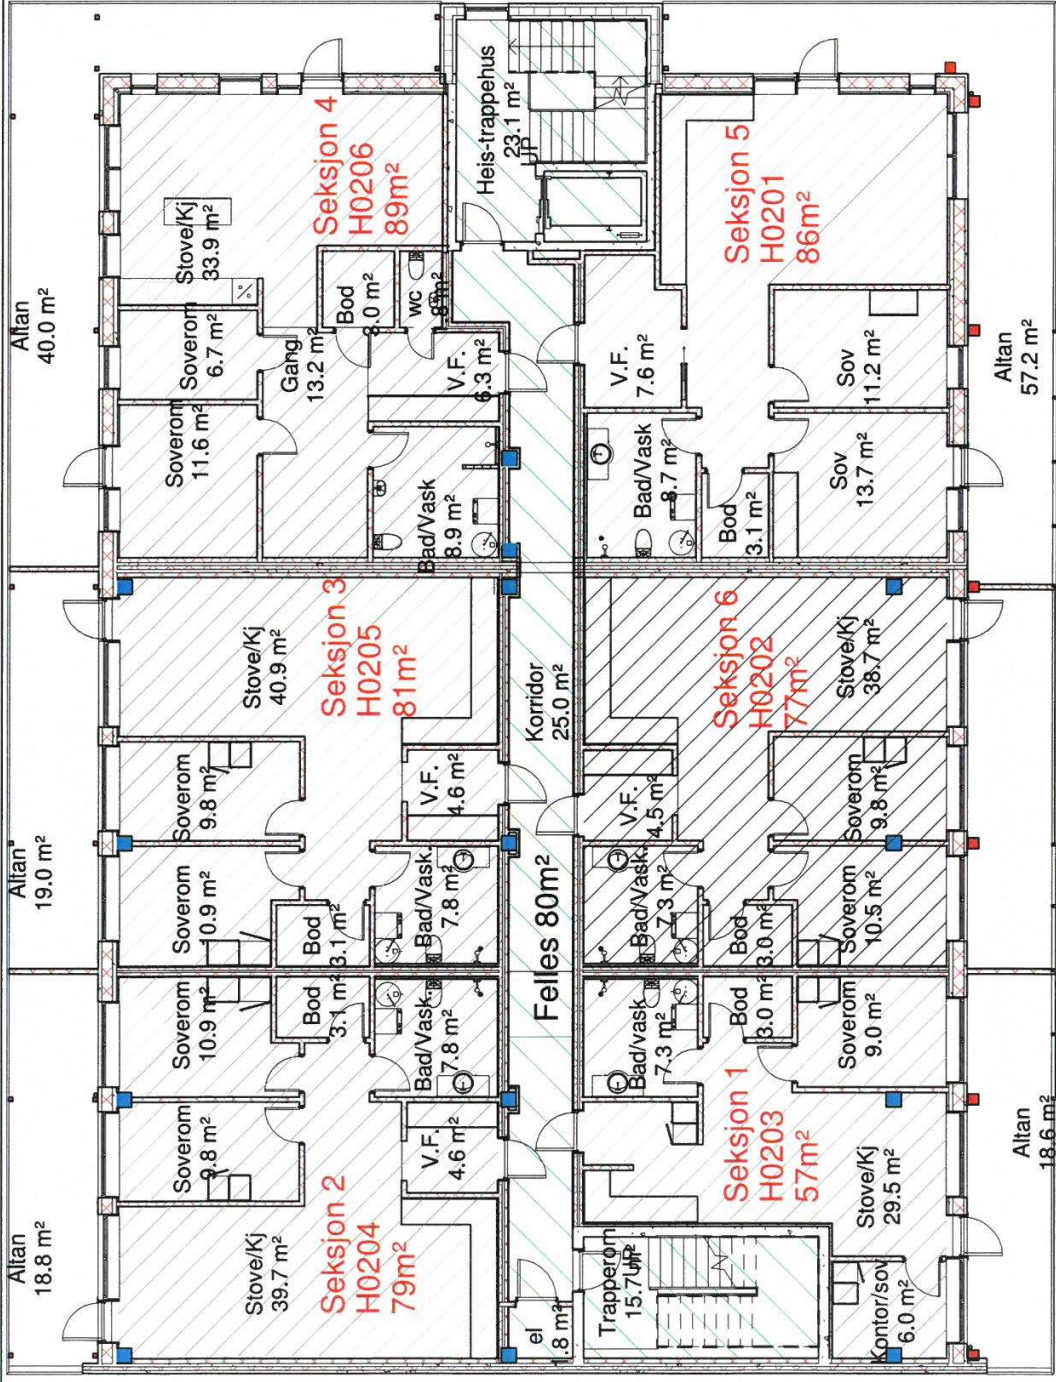 Altan
40.0 m²
Altan
19.0 m²
Altan
18.8 m²
Stove/Kj
33.9 m²
Soverom
6.7 m²
Soverom
11.6 m²
Gang
13.2 m²
Bod
wc
V.F.
6.3 m²
Bad/Vask
8.9 m²
Seksjon 4
H0206
89m²
Heis-trappehus
23.1 m²
Seksjon 5
H0201
86m²
V.F.
7.6 m²
Sov
11.2 m²
Sov
13.7 m²
Bad/Vask
8.7 m²
Bod
3.1 m²
Altan
57.2 m²
Stove/Kj
40.9 m²
Seksjon 3
H0205
81m²
Soverom
9.8 m²
Soverom
10.9 m²
V.F.
4.6 m²
Bod
3.1 m²
Bad/Vask.
7.8 m²
Korridor
25.0 m²
Felles 80m²
Seksjon 6
H0202
77m²
Stove/Kj
38.7 m²
V.F.
4.5 m²
Soverom
9.8 m²
Soverom
10.5 m²
Bad/Vask.
7.3 m²
Bod
3.0 m²
Soverom
10.9 m²
Soverom
9.8 m²
Bod
3.1 m²
Bad/Vask.
7.8 m²
V.F.
4.6 m²
Seksjon 2
H0204
79m²
Stove/Kj
39.7 m²
Bad/vask
7.3 m²
Bod
3.0 m²
Soverom
9.0 m²
Seksjon 1
H0203
57m²
Stove/Kj
29.5 m²
Kontor/sov
6.0 m²
Trapperom
15.7
UP
el
Altan
18.6 m²